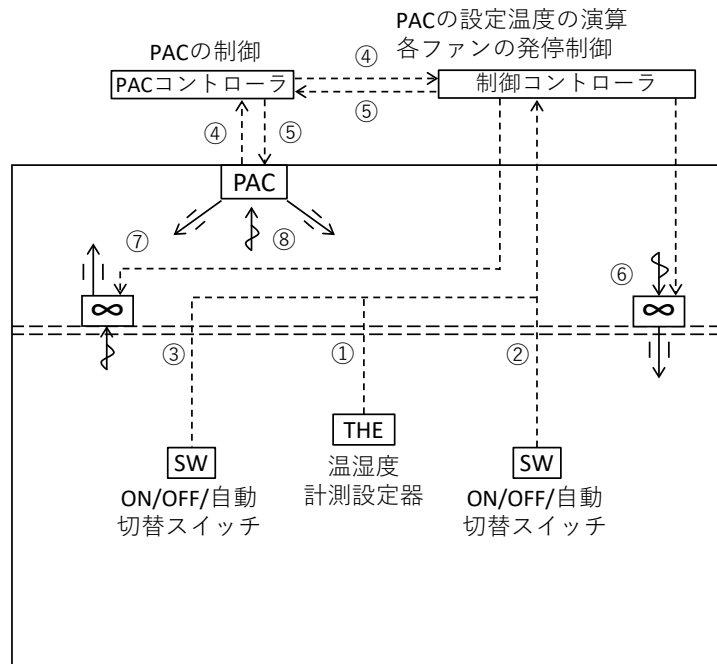 PACの設定温度の演算
PACの制御
各ファンの発停制御
④
PACコントローラ
制御コントローラ
⑤
④
⑤
PAC
⑦
⑧
⑥
∞
∞
③
①
②
THE
SW
温湿度
計測設定器
SW
ON/OFF/自動
切替スイッチ
ON/OFF/自動
切替スイッチ